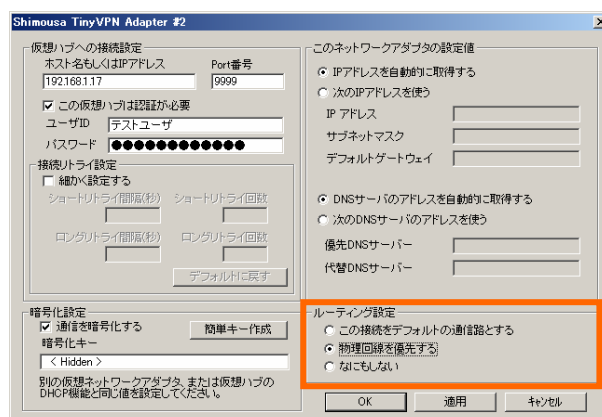 Shimousa TinyVPN Adapter #2
仮想ハブへの接続設定
ホスト名もしくはIPアドレス Port番号
192.168.1.17 9999
この仮想ハブは認証が必要
ユーザID テストユーザ
パスワード ●●●●●●●●●●●●
接続リトライ設定
細かく設定する
ショートリトライ間隔(秒) ショートリトライ回数
ロングリトライ間隔(秒) ロングリトライ回数
デフォルトに戻す
暗号化設定
通信を暗号化する 簡単キー作成
暗号化キー
< Hidden >
別の仮想ネットワークアダプタ、または仮想ハブの
DHCP機能と同じ値を設定してください。
このネットワークアダプタの設定値
IPアドレスを自動的に取得する
次のIPアドレスを使う
IP アドレス
サブネットマスク
デフォルトゲートウェイ
DNSサーバのアドレスを自動的に取得する
次のDNSサーバのアドレスを使う
優先DNSサーバー
代替DNSサーバー
ルーティング設定
この接続をデフォルトの通信路とする
物理回線を優先する
なにもしない
OK 適用 キャンセル